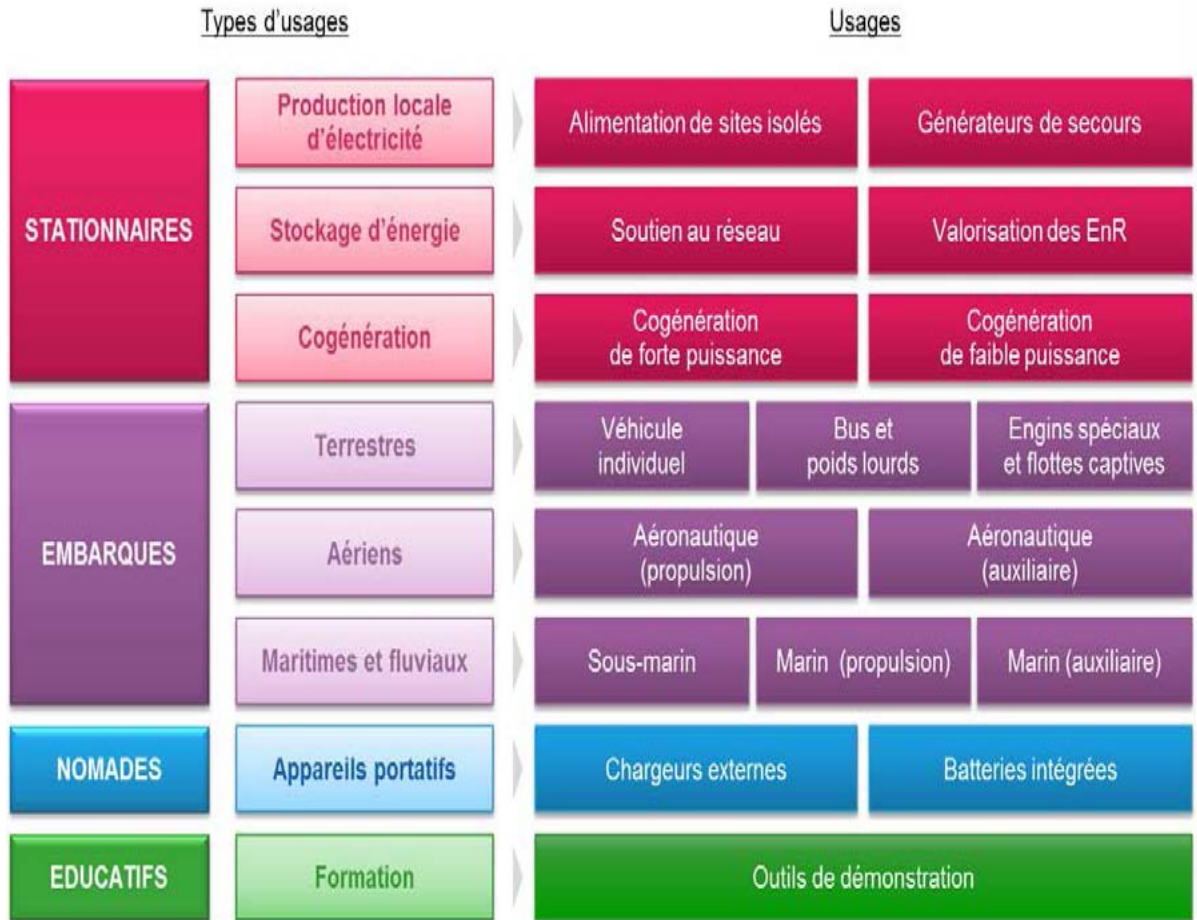 Types d'usages
Usages
STATIONNAIRES
Production locale
d'électricité
Alimentation de sites isolés
Générateurs de secours
Stockage d'énergie
Soutien au réseau
Valorisation des EnR
Cogénération
Cogénération
de forte puissance
Cogénération
de faible puissance
EMBARQUES
Terrestres
Véhicule
individuel
Bus et
poids lourds
Engins spéciaux
et flottes captives
Aériens
Aéronautique
(propulsion)
Aéronautique
(auxiliaire)
Maritimes et fluviaux
Sous-marin
Marin (propulsion)
Marin (auxiliaire)
NOMADES
Appareils portatifs
Chargeurs externes
Batteries intégrées
EDUCATIFS
Formation
Outils de démonstration